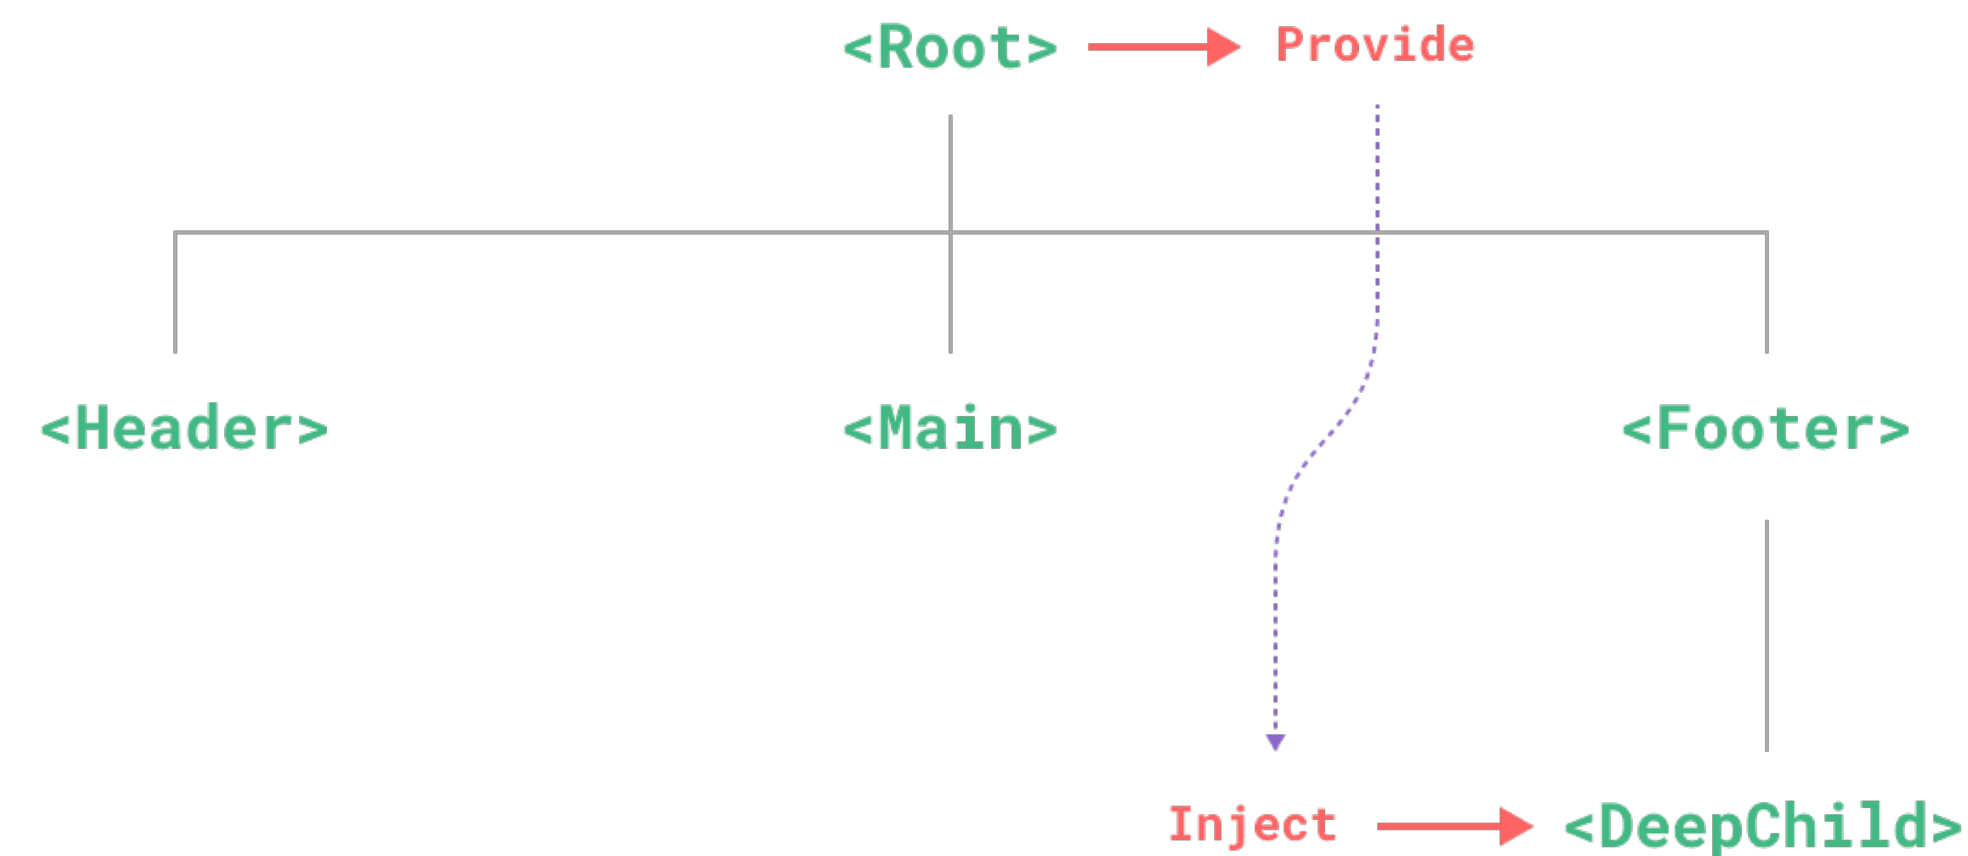 <Root> Provide
<Header> <Main> <Footer>
Inject <DeepChild>